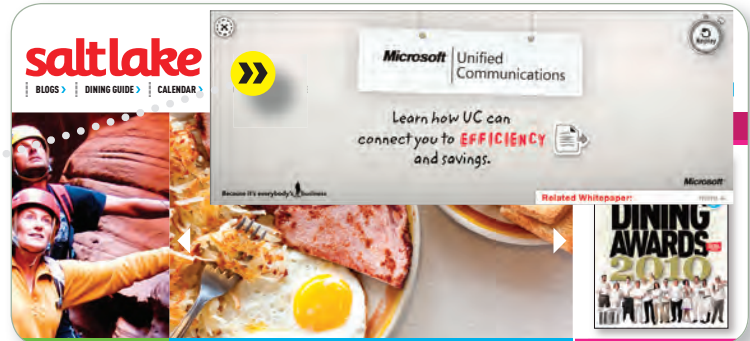 saltlake
BLOGS
DINING GUIDE
CALENDAR
Replay
Microsoft Unified
Communications
Learn how UC can
connect you to EFFICIENCY
and savings.
Because it's everybody's business
Microsoft
Related Whitepaper:
DINING
AWARDS
2010